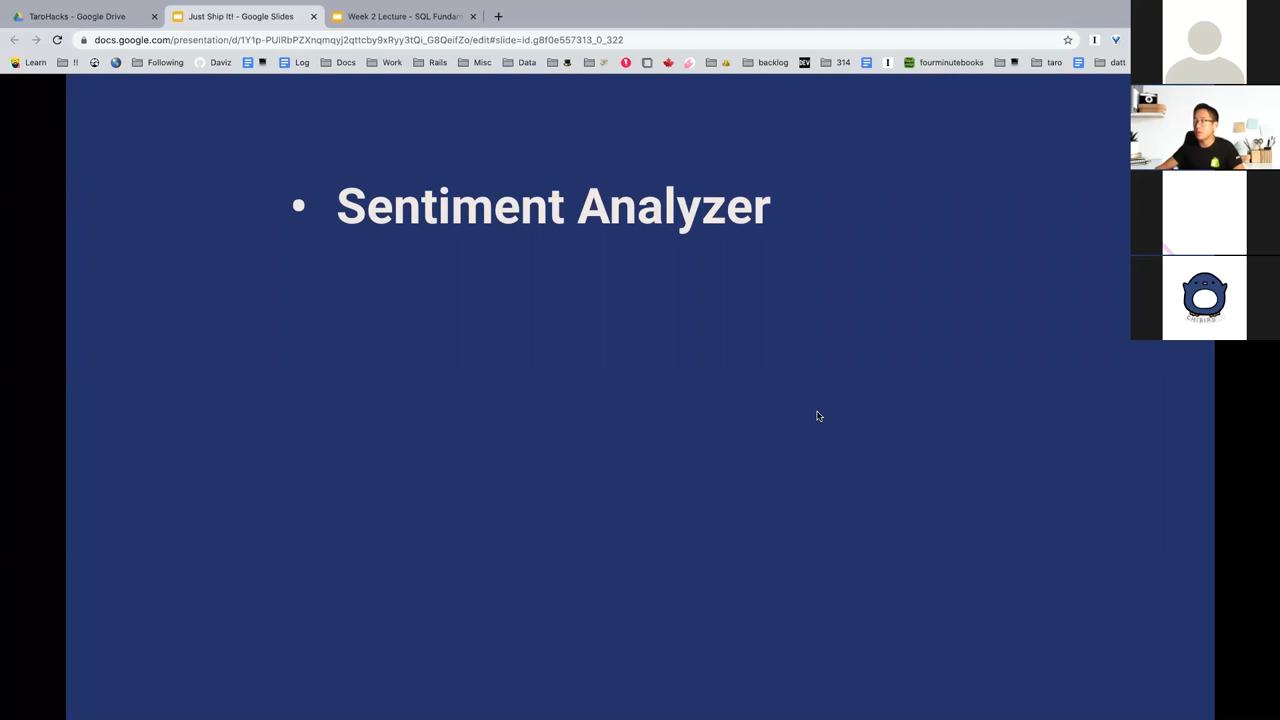 TaroHacks - Google Drive
Just Ship It! - Google Slides
Week 2 Lecture - SQL Fundam
docs.google.com/presentation/d/1Y1p-PUlRbPZXnqmqyj2qttcby9xRyy3tQi_G8QeifZo/edit#slide=id.g8f0e557313_0_322
Learn !! Following Daviz Log Docs Work Rails Misc Data backlog DEV 314 fourminutebooks taro datt
• Sentiment Analyzer